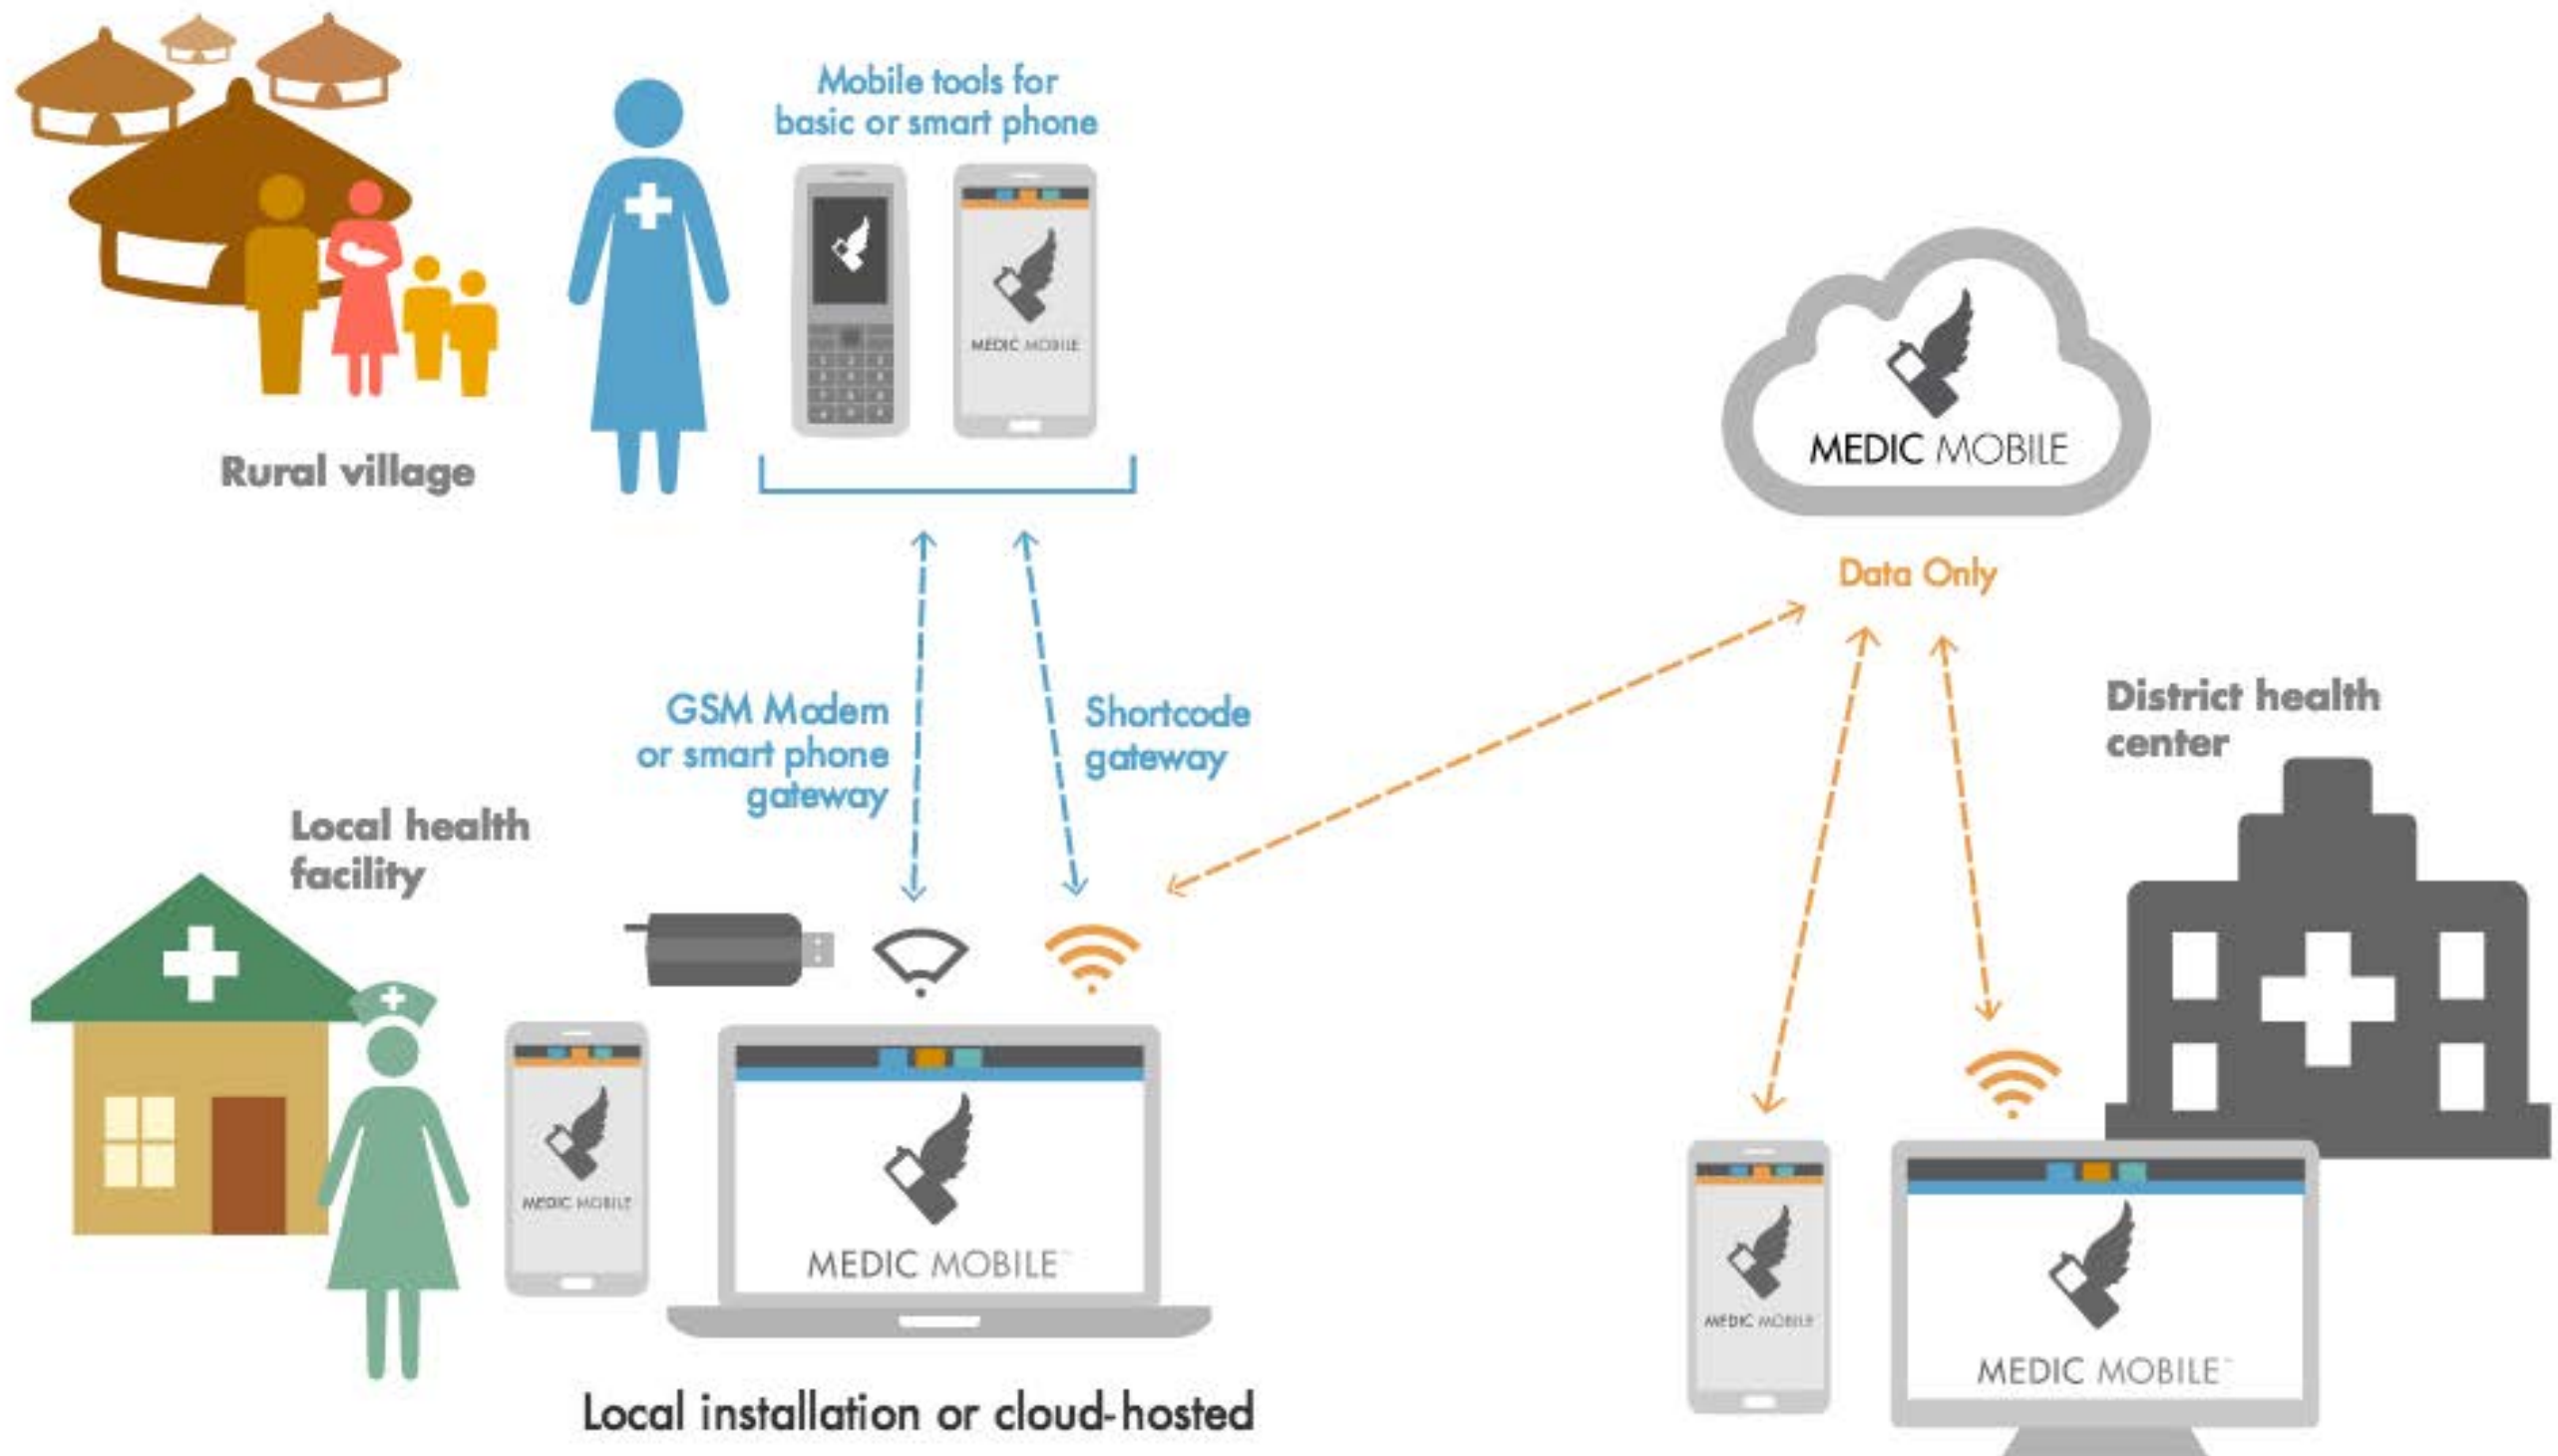 Mobile tools for
basic or smart phone
MEDIC MOBILE
Rural village
MEDIC MOBILE
Data Only
GSM Modem
or smart phone
gateway
Shortcode
gateway
District health
center
Local health
facility
MEDIC MOBILE
MEDIC MOBILE
MEDIC MOBILE
MEDIC MOBILE
Local installation or cloud-hosted